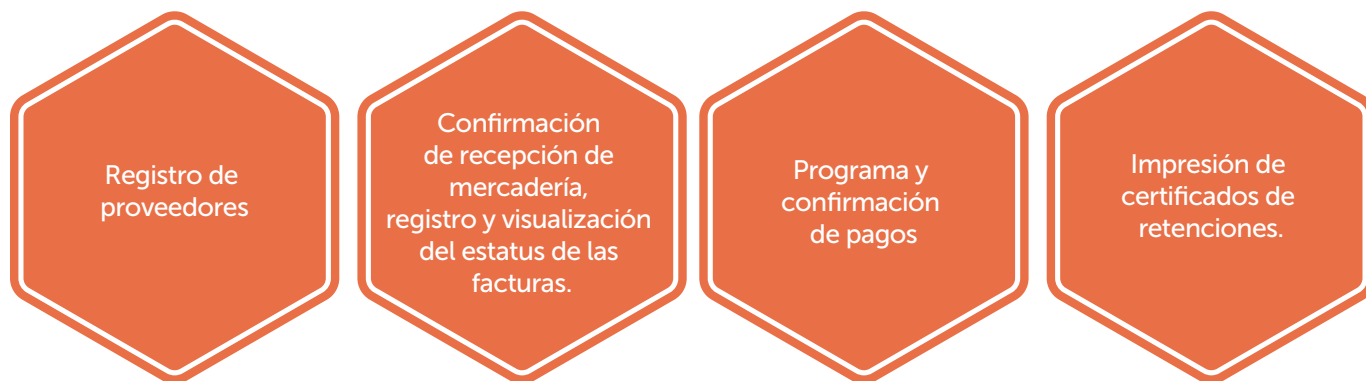 Registro de
proveedores
Confirmación
de recepción de
mercadería,
registro y visualización
del estatus de las
facturas.
Programa y
confirmación
de pagos
Impresión de
certificados de
retenciones.